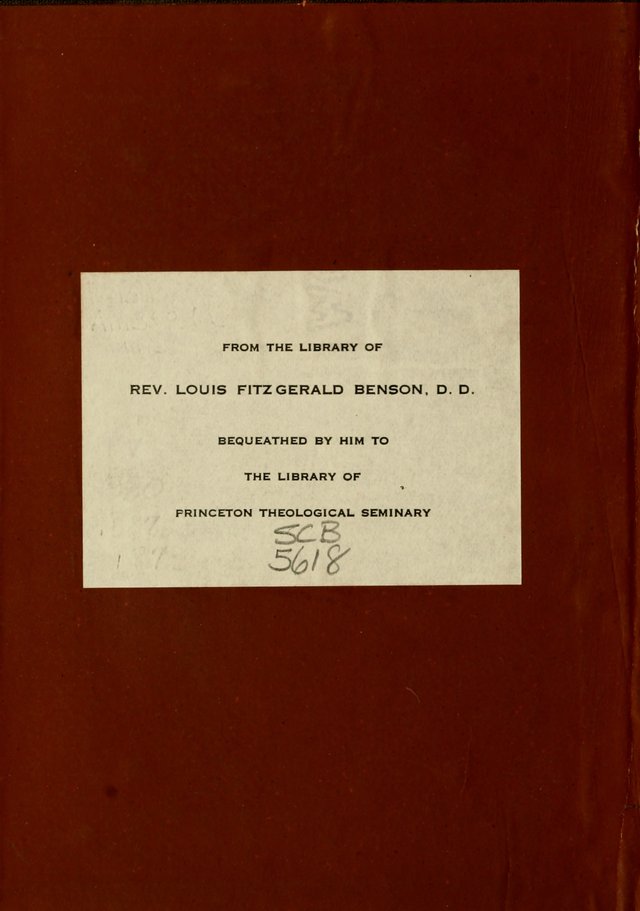 FROM THE LIBRARY OF
REV. LOUIS FITZGERALD BENSON, D. D.
BEQUEATHED BY HIM TO
THE LIBRARY OF
PRINCETON THEOLOGICAL SEMINARY
SCB
5618